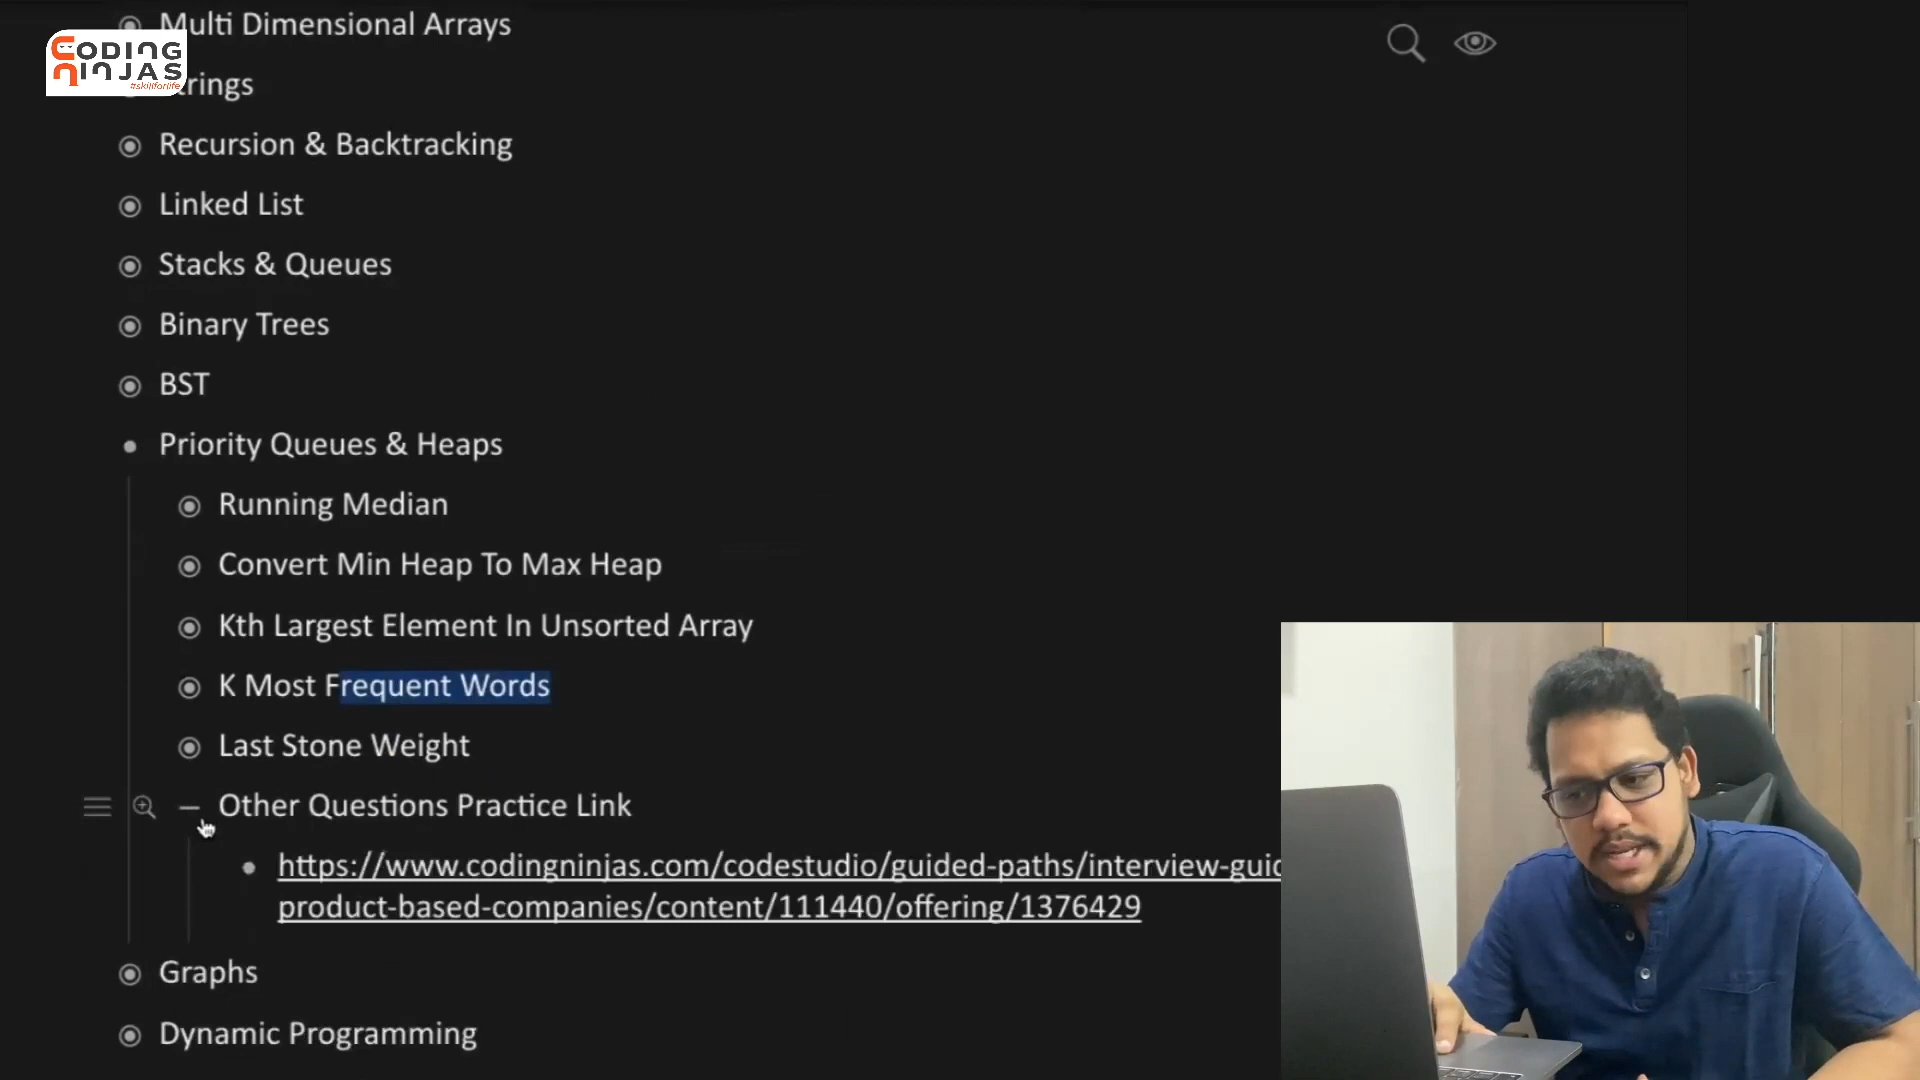 Multi Dimensional Arrays
CODING
NINJAS
#skillforlife
trings
Recursion & Backtracking
Linked List
Stacks & Queues
Binary Trees
BST
Priority Queues & Heaps
Running Median
Convert Min Heap To Max Heap
Kth Largest Element In Unsorted Array
K Most Frequent Words
Last Stone Weight
Other Questions Practice Link
https://www.codingninjas.com/codestudio/guided-paths/interview-guid
product-based-companies/content/111440/offering/1376429
Graphs
Dynamic Programming